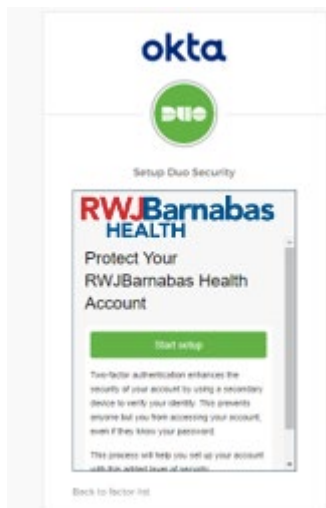 okta
DUO
Setup Duo Security
RWJBarnabas
HEALTH
Protect Your
RWJBarnabas Health
Account
Start setup
Two-factor authentication enhances the
security of your account by using a secondary
device to verify your identity. This prevents
anyone but you from accessing your account,
even if they know your password.
This process will help you set up your account
with this added layer of security.
Back to factor list